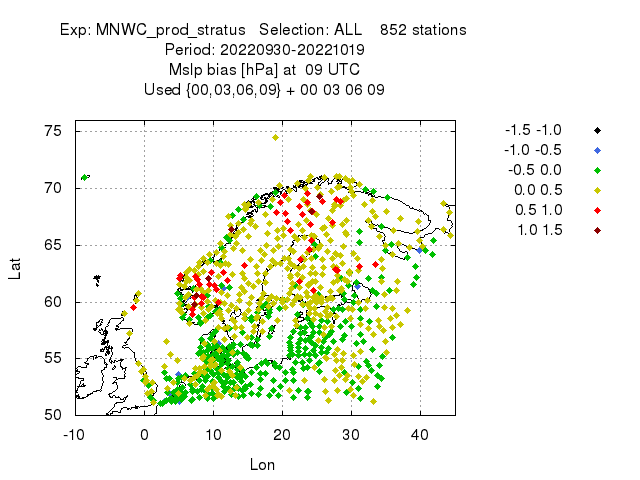 Exp: MNWC_prod_stratus   Selection: ALL    852 stations
Period: 20220930-20221019
Mslp bias [hPa] at  09 UTC
Used {00,03,06,09} + 00 03 06 09
-1.5 -1.0
-1.0 -0.5
-0.5 0.0
0.0 0.5
0.5 1.0
1.0 1.5
75
70
65
60
55
50
Lat
-10 0 10 20 30 40
Lon